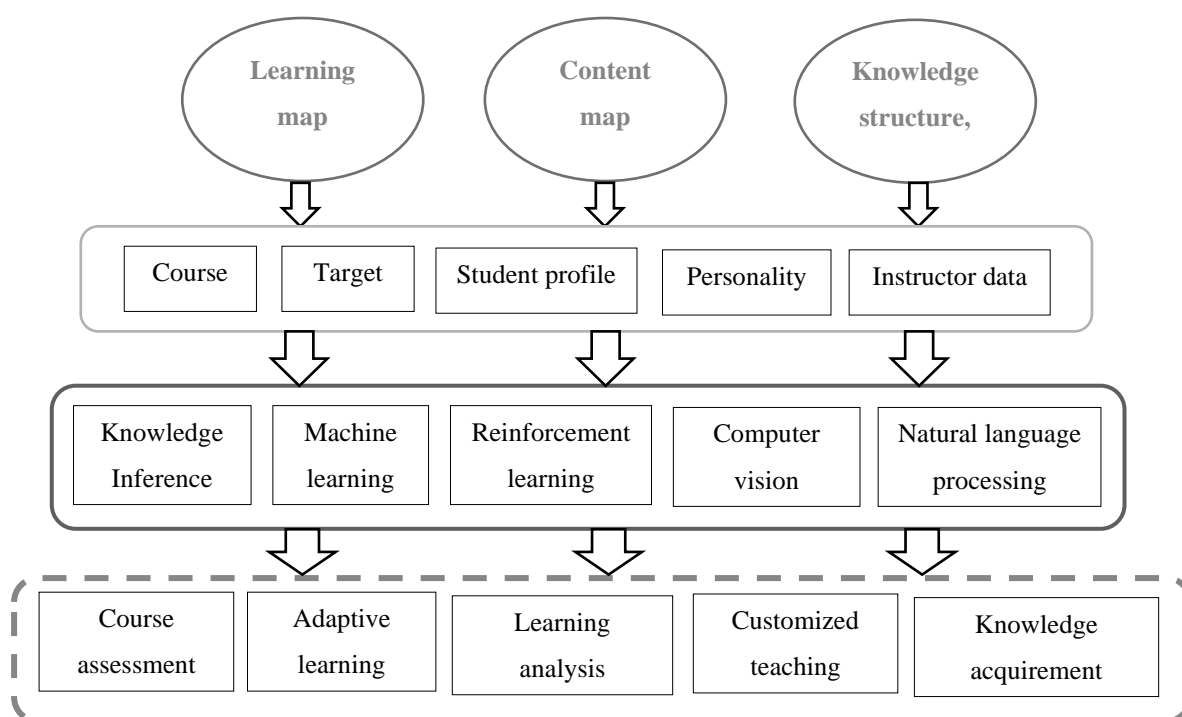 Learning
map
Content
map
Knowledge
structure,
Course
Target
Student profile
Personality
Instructor data
Knowledge
Inference
Machine
learning
Reinforcement
learning
Computer
vision
Natural language
processing
Course
assessment
Adaptive
learning
Learning
analysis
Customized
teaching
Knowledge
acquirement